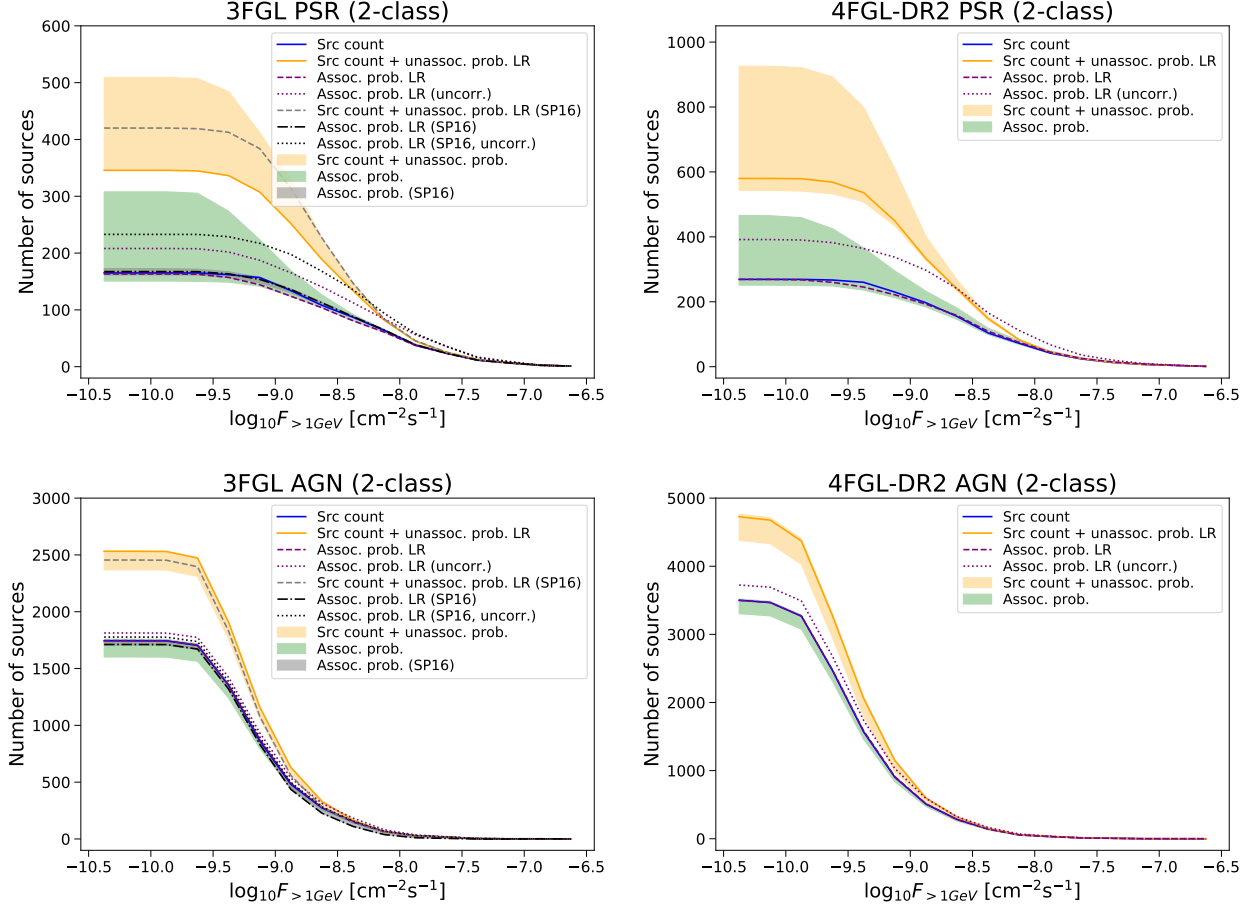 3FGL PSR (2-class)
600
500
400
300
200
100
0
Number of sources
Src count
Src count + unassoc. prob. LR
Assoc. prob. LR
Assoc. prob. LR (uncorr.)
Src count + unassoc. prob. LR (SP16)
Assoc. prob. LR (SP16)
Assoc. prob. LR (SP16, uncorr.)
Src count + unassoc. prob.
Assoc. prob.
Assoc. prob. (SP16)
−10.5 −10.0 −9.5 −9.0 −8.5 −8.0 −7.5 −7.0 −6.5
log₁₀F>1GeV [cm⁻²s⁻¹]
4FGL-DR2 PSR (2-class)
1000
800
600
400
200
0
Number of sources
Src count
Src count + unassoc. prob. LR
Assoc. prob. LR
Assoc. prob. LR (uncorr.)
Src count + unassoc. prob.
Assoc. prob.
−10.5 −10.0 −9.5 −9.0 −8.5 −8.0 −7.5 −7.0 −6.5
log₁₀F>1GeV [cm⁻²s⁻¹]
3FGL AGN (2-class)
3000
2500
2000
1500
1000
500
0
Number of sources
Src count
Src count + unassoc. prob. LR
Assoc. prob. LR
Assoc. prob. LR (uncorr.)
Src count + unassoc. prob. LR (SP16)
Assoc. prob. LR (SP16)
Assoc. prob. LR (SP16, uncorr.)
Src count + unassoc. prob.
Assoc. prob.
Assoc. prob. (SP16)
−10.5 −10.0 −9.5 −9.0 −8.5 −8.0 −7.5 −7.0 −6.5
log₁₀F>1GeV [cm⁻²s⁻¹]
4FGL-DR2 AGN (2-class)
5000
4000
3000
2000
1000
0
Number of sources
Src count
Src count + unassoc. prob. LR
Assoc. prob. LR
Assoc. prob. LR (uncorr.)
Src count + unassoc. prob.
Assoc. prob.
−10.5 −10.0 −9.5 −9.0 −8.5 −8.0 −7.5 −7.0 −6.5
log₁₀F>1GeV [cm⁻²s⁻¹]